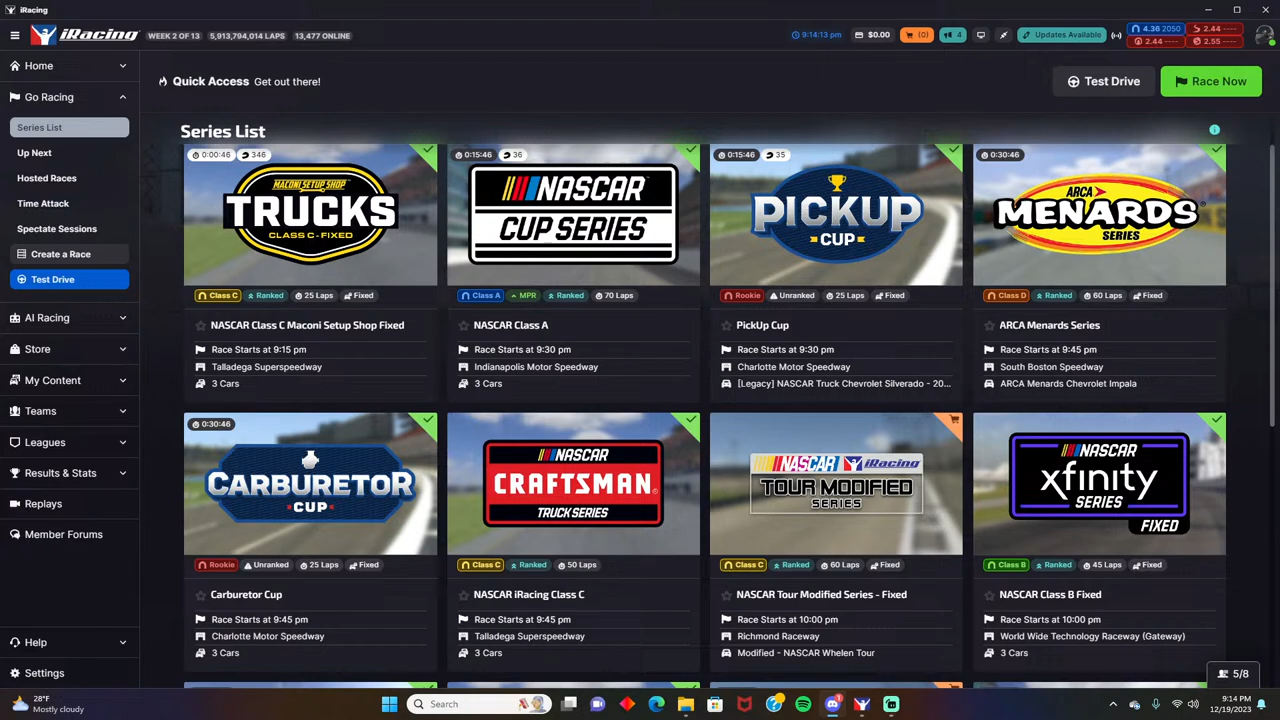 iRacing
iRacing WEEK 2 OF 13 5,913,794,014 LAPS 13,477 ONLINE 9:14:13 pm $0.00 (0) 4 Updates Available 4.36 2050 2.44 ----
2.44 ---- 2.55 ----
Home
Go Racing
Series List
Up Next
Hosted Races
Time Attack
Spectate Sessions
Create a Race
Test Drive
AI Racing
Store
My Content
Teams
Leagues
Results & Stats
Replays
Member Forums
Help
Settings
Quick Access Get out there! Test Drive Race Now
Series List
0:00:46 346
MACONI SETUP SHOP
TRUCKS
CLASS C - FIXED
Class C Ranked 25 Laps Fixed
NASCAR Class C Maconi Setup Shop Fixed
Race Starts at 9:15 pm
Talladega Superspeedway
3 Cars
0:15:46 36
NASCAR
CUP SERIES
Class A MPR Ranked 70 Laps
NASCAR Class A
Race Starts at 9:30 pm
Indianapolis Motor Speedway
3 Cars
0:15:46 35
PICKUP
CUP
Rookie Unranked 25 Laps Fixed
PickUp Cup
Race Starts at 9:30 pm
Charlotte Motor Speedway
[Legacy] NASCAR Truck Chevrolet Silverado - 20...
0:30:46
ARCA
MENARDS
SERIES
Class D Ranked 60 Laps Fixed
ARCA Menards Series
Race Starts at 9:45 pm
South Boston Speedway
ARCA Menards Chevrolet Impala
0:30:46
CARBURETOR
CUP
Rookie Unranked 25 Laps Fixed
Carburetor Cup
Race Starts at 9:45 pm
Charlotte Motor Speedway
3 Cars
NASCAR
CRAFTSMAN
TRUCK SERIES
Class C Ranked 50 Laps
NASCAR iRacing Class C
Race Starts at 9:45 pm
Talladega Superspeedway
3 Cars
NASCAR iRacing
TOUR MODIFIED
SERIES
Class C Ranked 60 Laps Fixed
NASCAR Tour Modified Series - Fixed
Race Starts at 10:00 pm
Richmond Raceway
Modified - NASCAR Whelen Tour
NASCAR
xfinity
SERIES
FIXED
Class B Ranked 45 Laps Fixed
NASCAR Class B Fixed
Race Starts at 10:00 pm
World Wide Technology Raceway (Gateway)
3 Cars
5/8
28°F
Mostly cloudy
Search
1
9:14 PM
12/19/2023